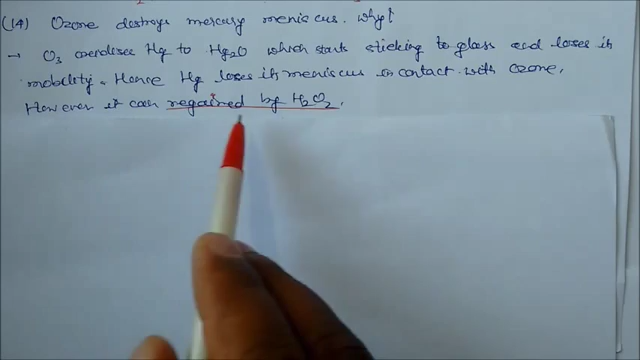 (14) Ozone destroys mercury meniscus. Why?
→ O3 oxidises Hg to Hg2O which starts sticking to glass and loses its
mobility. Hence Hg loses its meniscus in contact with ozone.
However it can regained by H2O2.